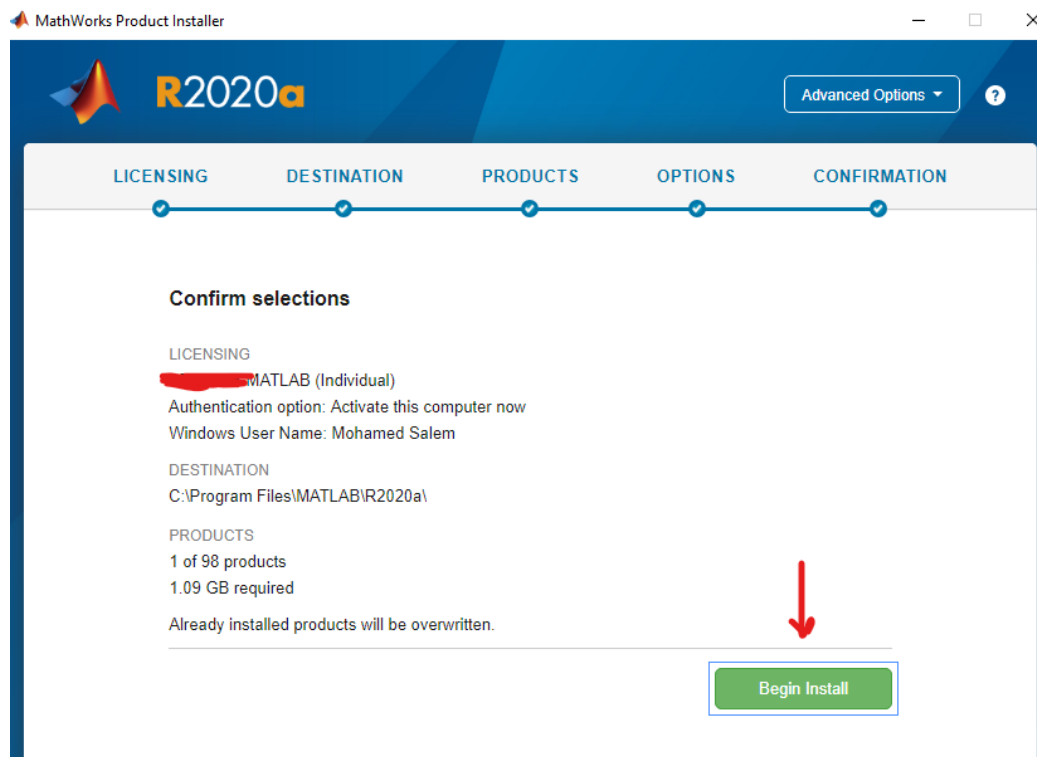 MathWorks Product Installer
R2020a
Advanced Options
?
LICENSING DESTINATION PRODUCTS OPTIONS CONFIRMATION
Confirm selections
LICENSING
MATLAB (Individual)
Authentication option: Activate this computer now
Windows User Name: Mohamed Salem
DESTINATION
C:\Program Files\MATLAB\R2020a\
PRODUCTS
1 of 98 products
1.09 GB required
Already installed products will be overwritten.
Begin Install